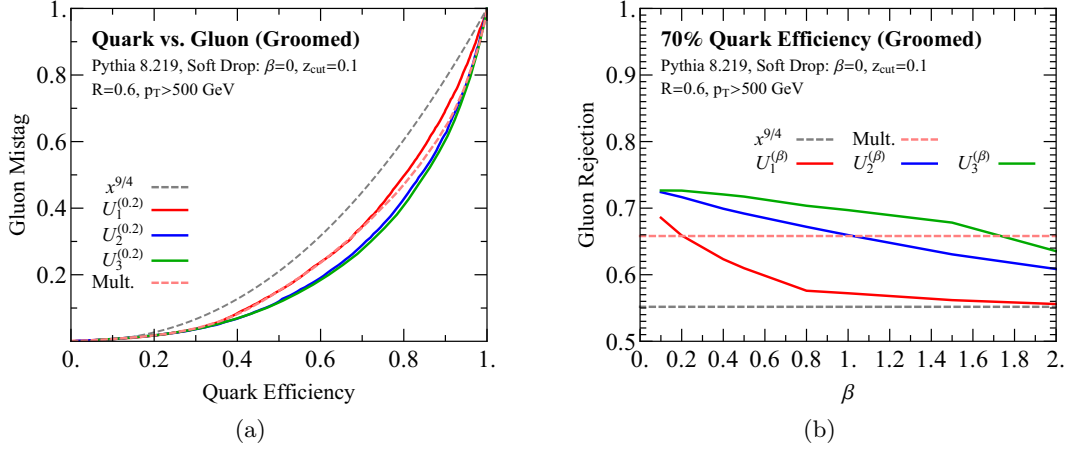 Quark vs. Gluon (Groomed)
Pythia 8.219, Soft Drop: β=0, z_cut=0.1
R=0.6, p_T>500 GeV
x^{9/4}
U_1^{(0.2)}
U_2^{(0.2)}
U_3^{(0.2)}
Mult.
Gluon Mistag
1.
0.8
0.6
0.4
0.2
0. 0.2 0.4 0.6 0.8 1.
Quark Efficiency
(a)
70% Quark Efficiency (Groomed)
Pythia 8.219, Soft Drop: β=0, z_cut=0.1
R=0.6, p_T>500 GeV
x^{9/4} Mult.
U_1^{(β)} U_2^{(β)} U_3^{(β)}
Gluon Rejection
1.
0.9
0.8
0.7
0.6
0.5
0. 0.2 0.4 0.6 0.8 1. 1.2 1.4 1.6 1.8 2.
β
(b)